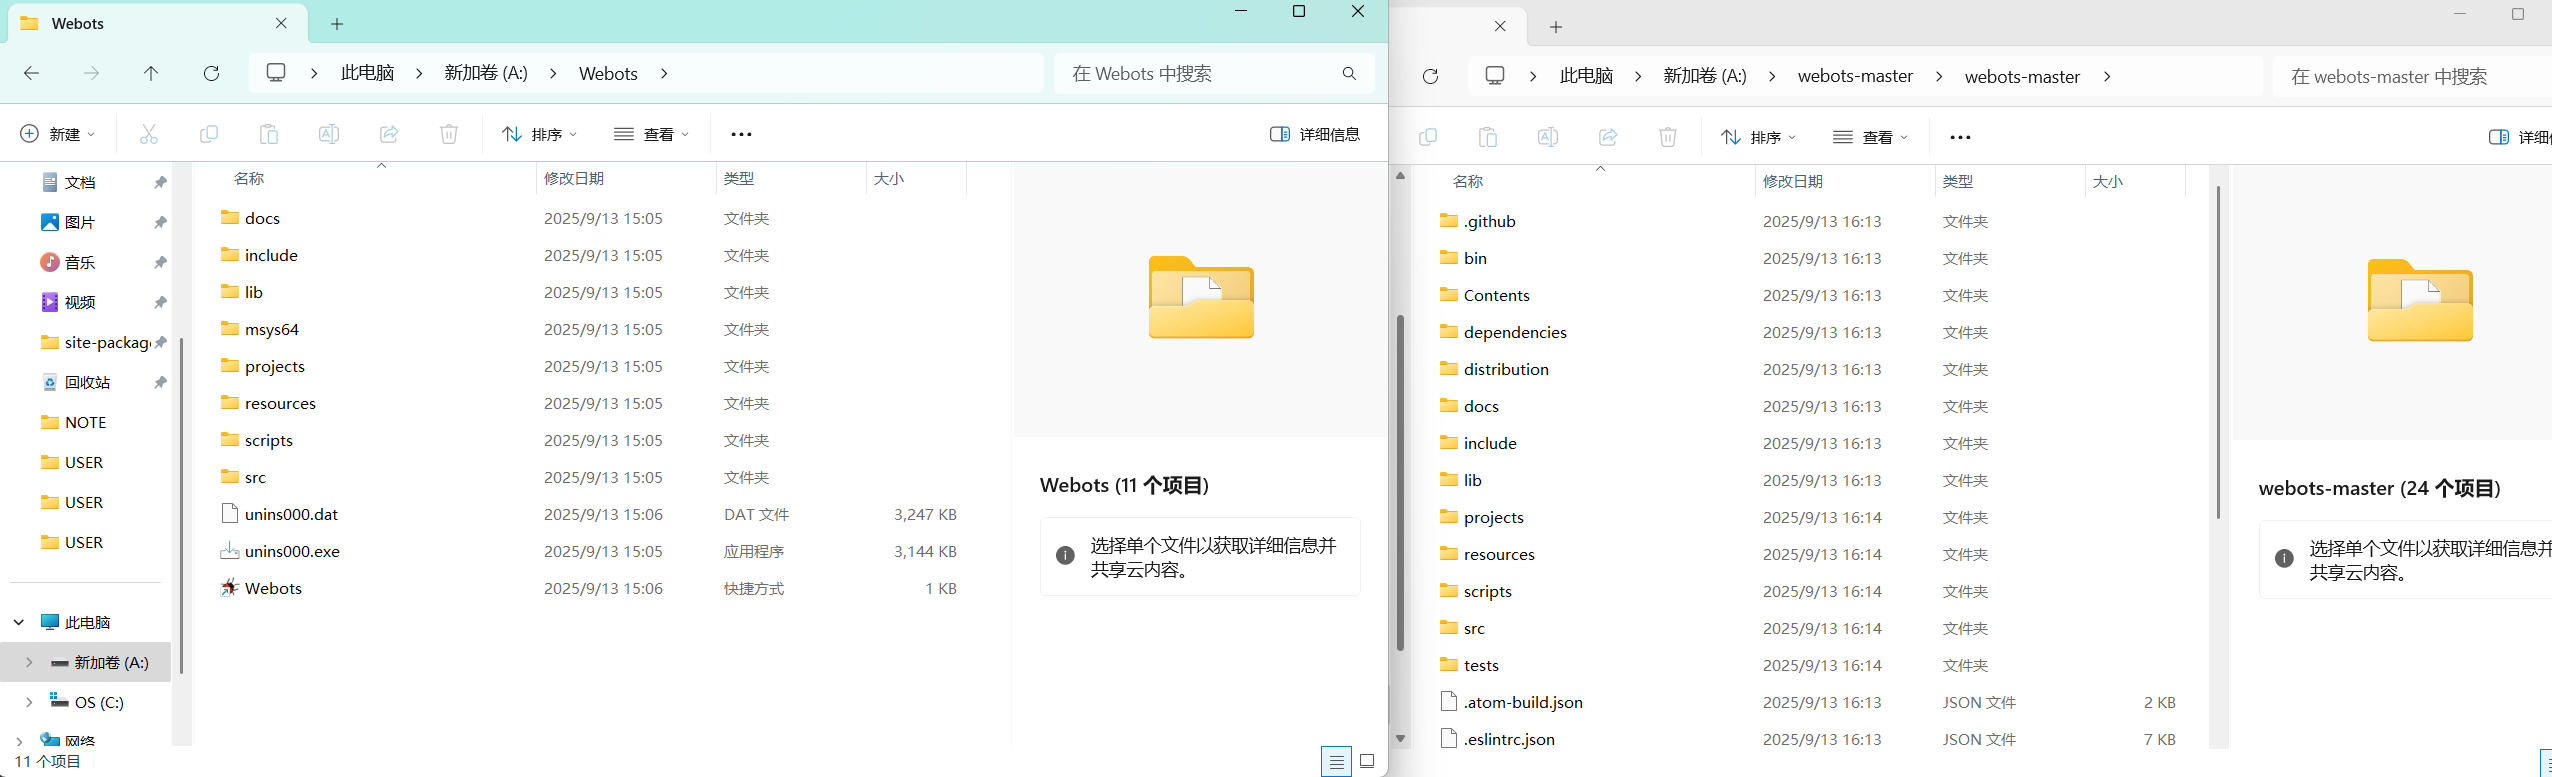 Webots
此电脑 新加卷 (A:) Webots
在 Webots 中搜索
新建
排序
查看
详细信息
文档
图片
音乐
视频
site-packag
回收站
NOTE
USER
USER
USER
此电脑
新加卷 (A:)
OS (C:)
网络
11 个项目
名称 修改日期 类型 大小
docs 2025/9/13 15:05 文件夹
include 2025/9/13 15:05 文件夹
lib 2025/9/13 15:05 文件夹
msys64 2025/9/13 15:05 文件夹
projects 2025/9/13 15:05 文件夹
resources 2025/9/13 15:05 文件夹
scripts 2025/9/13 15:05 文件夹
src 2025/9/13 15:05 文件夹
unins000.dat 2025/9/13 15:06 DAT 文件 3,247 KB
unins000.exe 2025/9/13 15:05 应用程序 3,144 KB
Webots 2025/9/13 15:06 快捷方式 1 KB
Webots (11 个项目)
选择单个文件以获取详细信息并
共享云内容。
此电脑 新加卷 (A:) webots-master webots-master
在 webots-master 中搜索
排序
查看
详细
名称 修改日期 类型 大小
.github 2025/9/13 16:13 文件夹
bin 2025/9/13 16:13 文件夹
Contents 2025/9/13 16:13 文件夹
dependencies 2025/9/13 16:13 文件夹
distribution 2025/9/13 16:13 文件夹
docs 2025/9/13 16:13 文件夹
include 2025/9/13 16:13 文件夹
lib 2025/9/13 16:13 文件夹
projects 2025/9/13 16:14 文件夹
resources 2025/9/13 16:14 文件夹
scripts 2025/9/13 16:14 文件夹
src 2025/9/13 16:14 文件夹
tests 2025/9/13 16:14 文件夹
.atom-build.json 2025/9/13 16:13 JSON 文件 2 KB
.eslintrc.json 2025/9/13 16:13 JSON 文件 7 KB
webots-master (24 个项目)
选择单个文件以获取详细信息并
共享云内容。